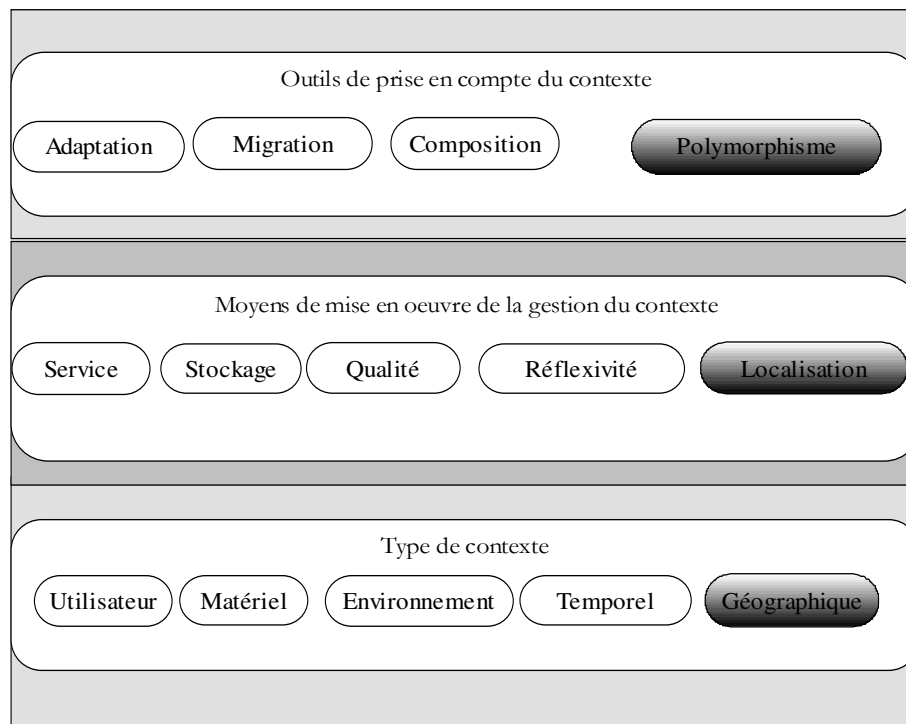 Outils de prise en compte du contexte
Adaptation Migration Composition Polymorphisme
Moyens de mise en oeuvre de la gestion du contexte
Service Stockage Qualité Réflexivité Localisation
Type de contexte
Utilisateur Matériel Environnement Temporel Géographique